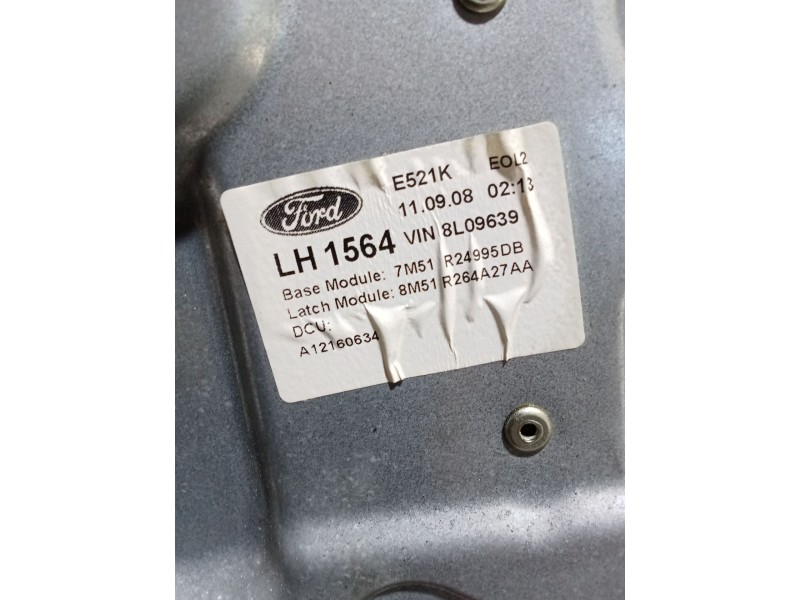 E521K EOL2
Ford
11.09.08 02:13
LH 1564 VIN 8L09639
Base Module: 7M51 R24995DB
Latch Module: 8M51 R264A27AA
DCU:
A12160634